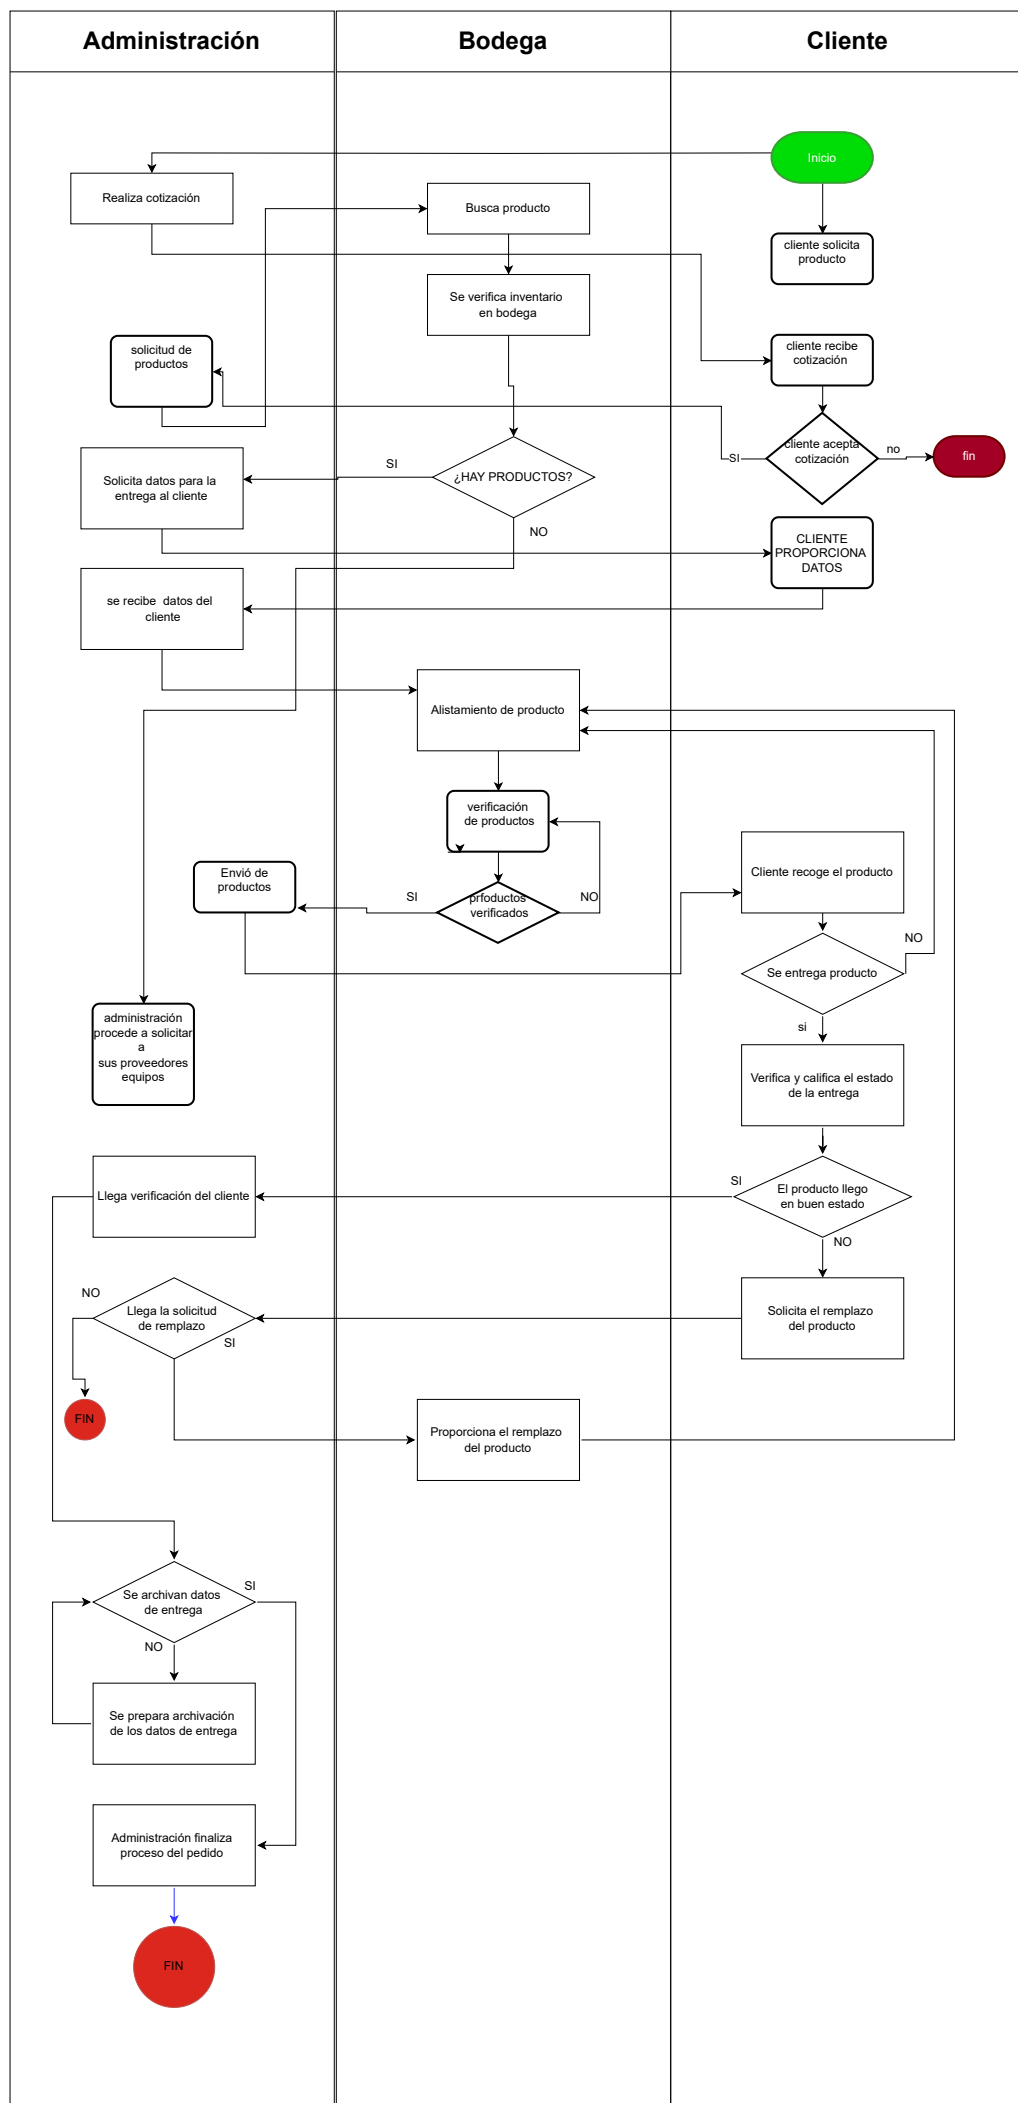 Administración
Bodega
Cliente
Inicio
Realiza cotización
Busca producto
cliente solicita
producto
Se verifica inventario
en bodega
solicitud de
productos
cliente recibe
cotización
cliente acepta
cotización
SI
no
fin
SI
¿HAY PRODUCTOS?
Solicita datos para la
entrega al cliente
NO
CLIENTE
PROPORCIONA
DATOS
se recibe datos del
cliente
Alistamiento de producto
verificación
de productos
Envió de
productos
SI
prfoductos
verificados
NO
Cliente recoge el producto
NO
Se entrega producto
si
administración
procede a solicitar
a
sus proveedores
equipos
Verifica y califica el estado
de la entrega
Llega verificación del cliente
SI
El producto llego
en buen estado
NO
NO
Llega la solicitud
de remplazo
SI
Solicita el remplazo
del producto
FIN
Proporciona el remplazo
del producto
SI
Se archivan datos
de entrega
NO
Se prepara archivación
de los datos de entrega
Administración finaliza
proceso del pedido
FIN